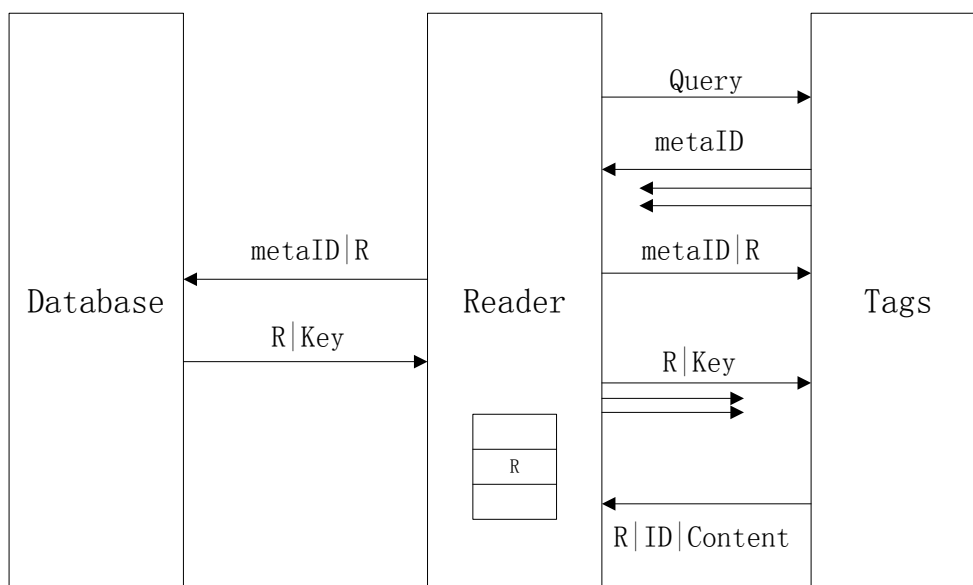 Query
metaID
metaID|R
metaID|R
Database
Reader
Tags
R|Key
R|Key
R
R|ID|Content